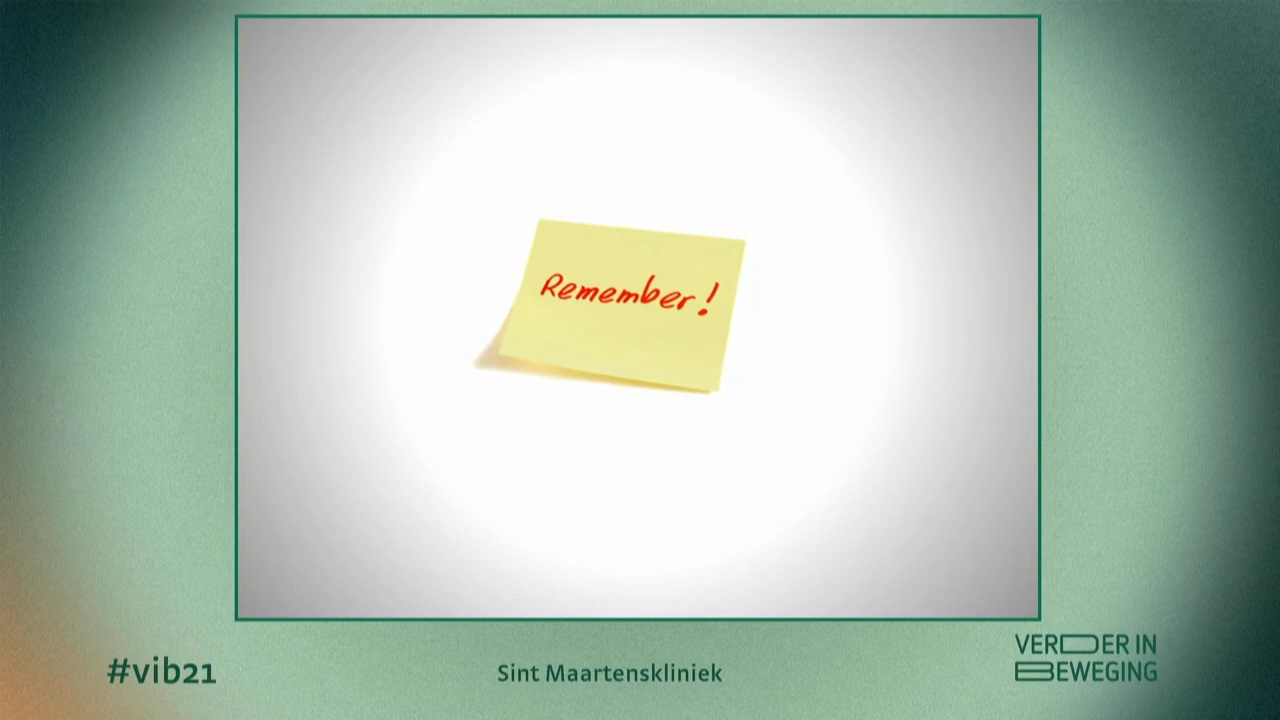 Remember!
#vib21
Sint Maartenskliniek
VERDER IN
BEWEGING